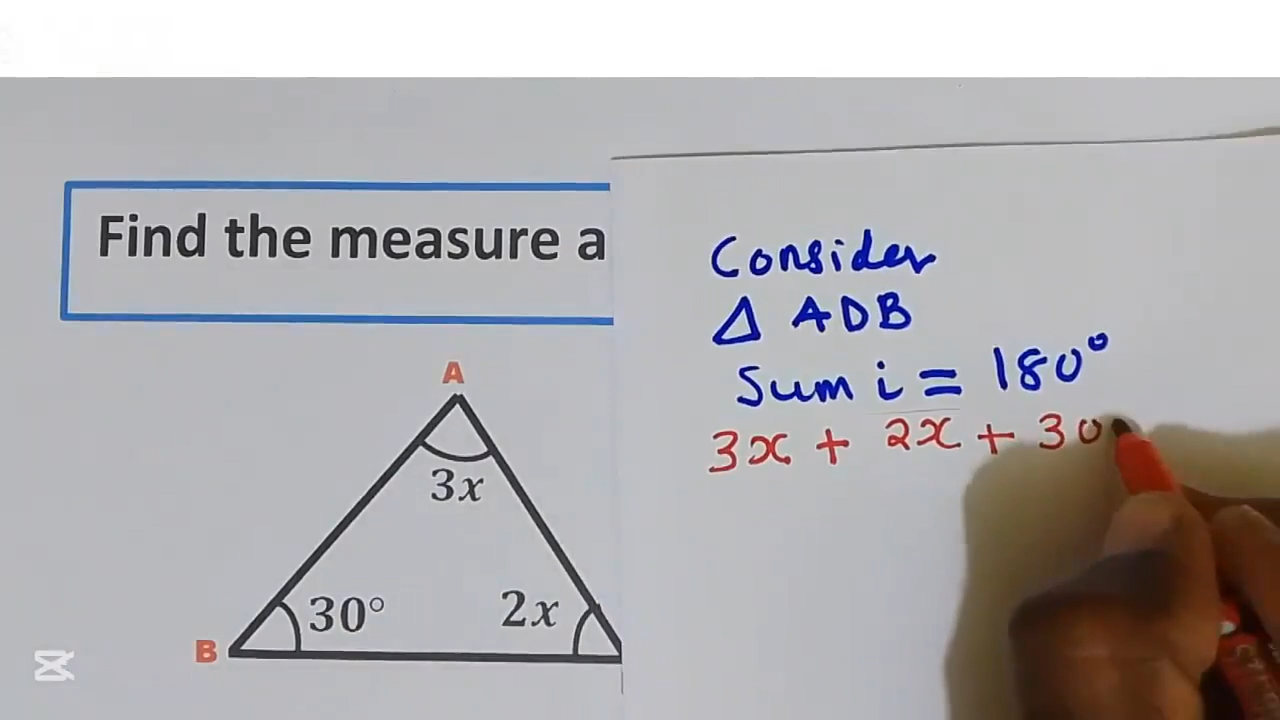 Find the measure a
Consider
Δ ADB
Sum i = 180°
3x + 2x + 30
A
3x
30°
2x
B